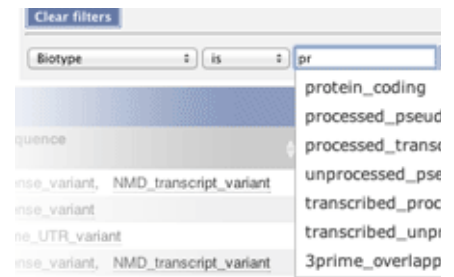 Clear filters
Biotype is pr
protein_coding
processed_pseud
processed_transc
unprocessed_pse
transcribed_proc
transcribed_unpr
3prime_overlapp
quence
nse_variant, NMD_transcript_variant
nse_variant
ne_UTR_variant
nse_variant, NMD_transcript_variant